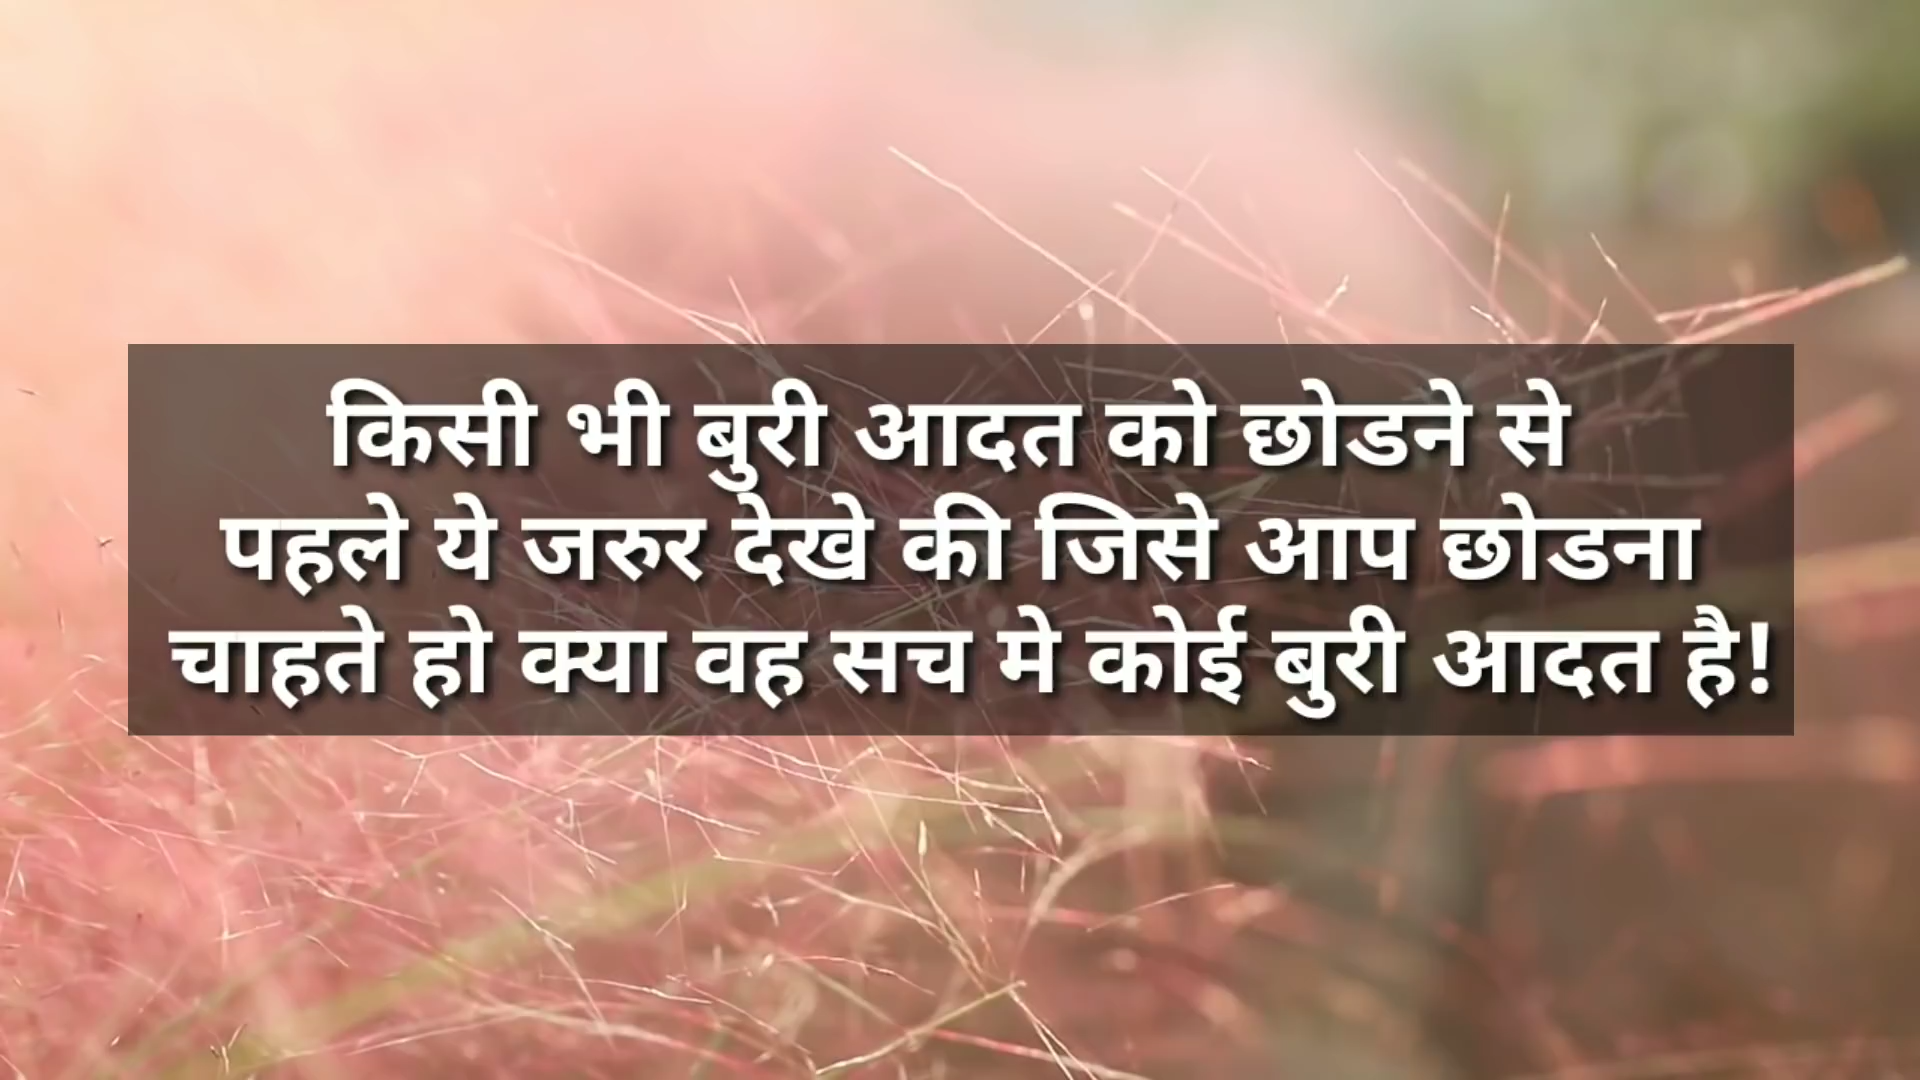 किसी भी बुरी आदत को छोडने से
पहले ये जरुर देखे की जिसे आप छोडना
चाहते हो क्या वह सच मे कोई बुरी आदत है!